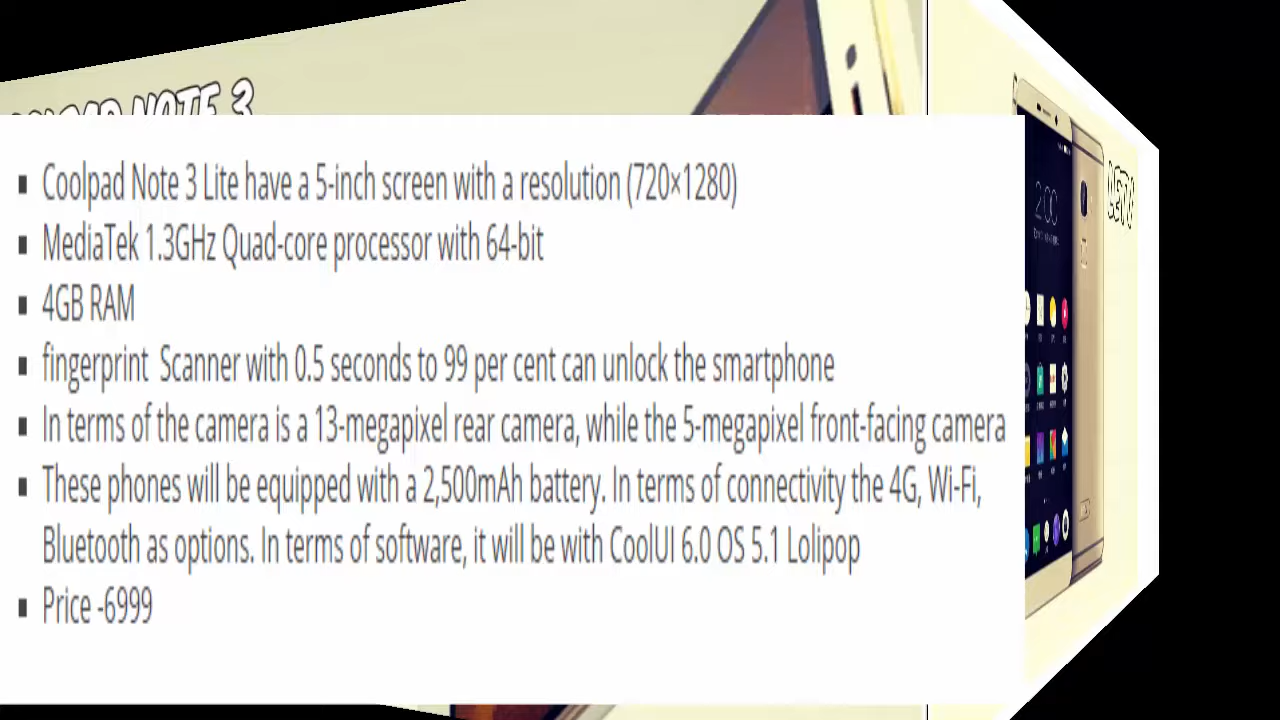 NOTE 3
Coolpad Note 3 Lite have a 5-inch screen with a resolution (720×1280)
MediaTek 1.3GHz Quad-core processor with 64-bit
4GB RAM
fingerprint Scanner with 0.5 seconds to 99 per cent can unlock the smartphone
In terms of the camera is a 13-megapixel rear camera, while the 5-megapixel front-facing camera
These phones will be equipped with a 2,500mAh battery. In terms of connectivity the 4G, Wi-Fi,
Bluetooth as options. In terms of software, it will be with CoolUI 6.0 OS 5.1 Lolipop
Price -6999
2:00